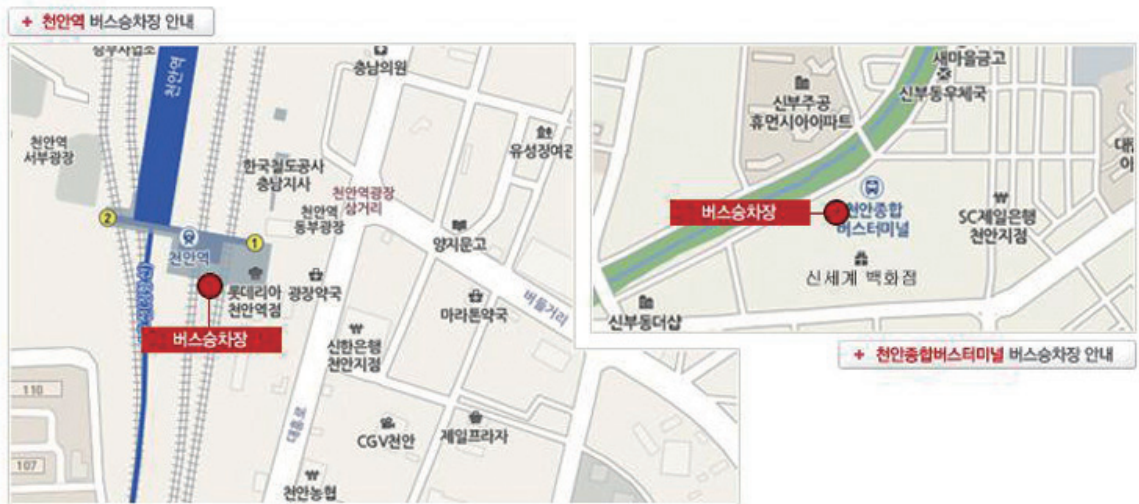 + 천안역 버스승차장 안내
천안역
충남의원
천안역
서부광장
한국철도공사
충남지사
유성장여관
천안역광장
삼거리
천안역
동부광장
2
1
천안역
양지문고
롯데리아
천안역점
광장약국
마라톤약국
버들거리
버스승차장
신한은행
천안지점
110
대흥로
CGV천안
제일프라자
107
천안농협
새마을금고
신부동우체국
신부주공
휴먼시아이파트
버스승차장
천안종합
버스터미널
SC제일은행
천안지점
신세계 백화점
신부동더샵
+ 천안종합버스터미널 버스승차장 안내